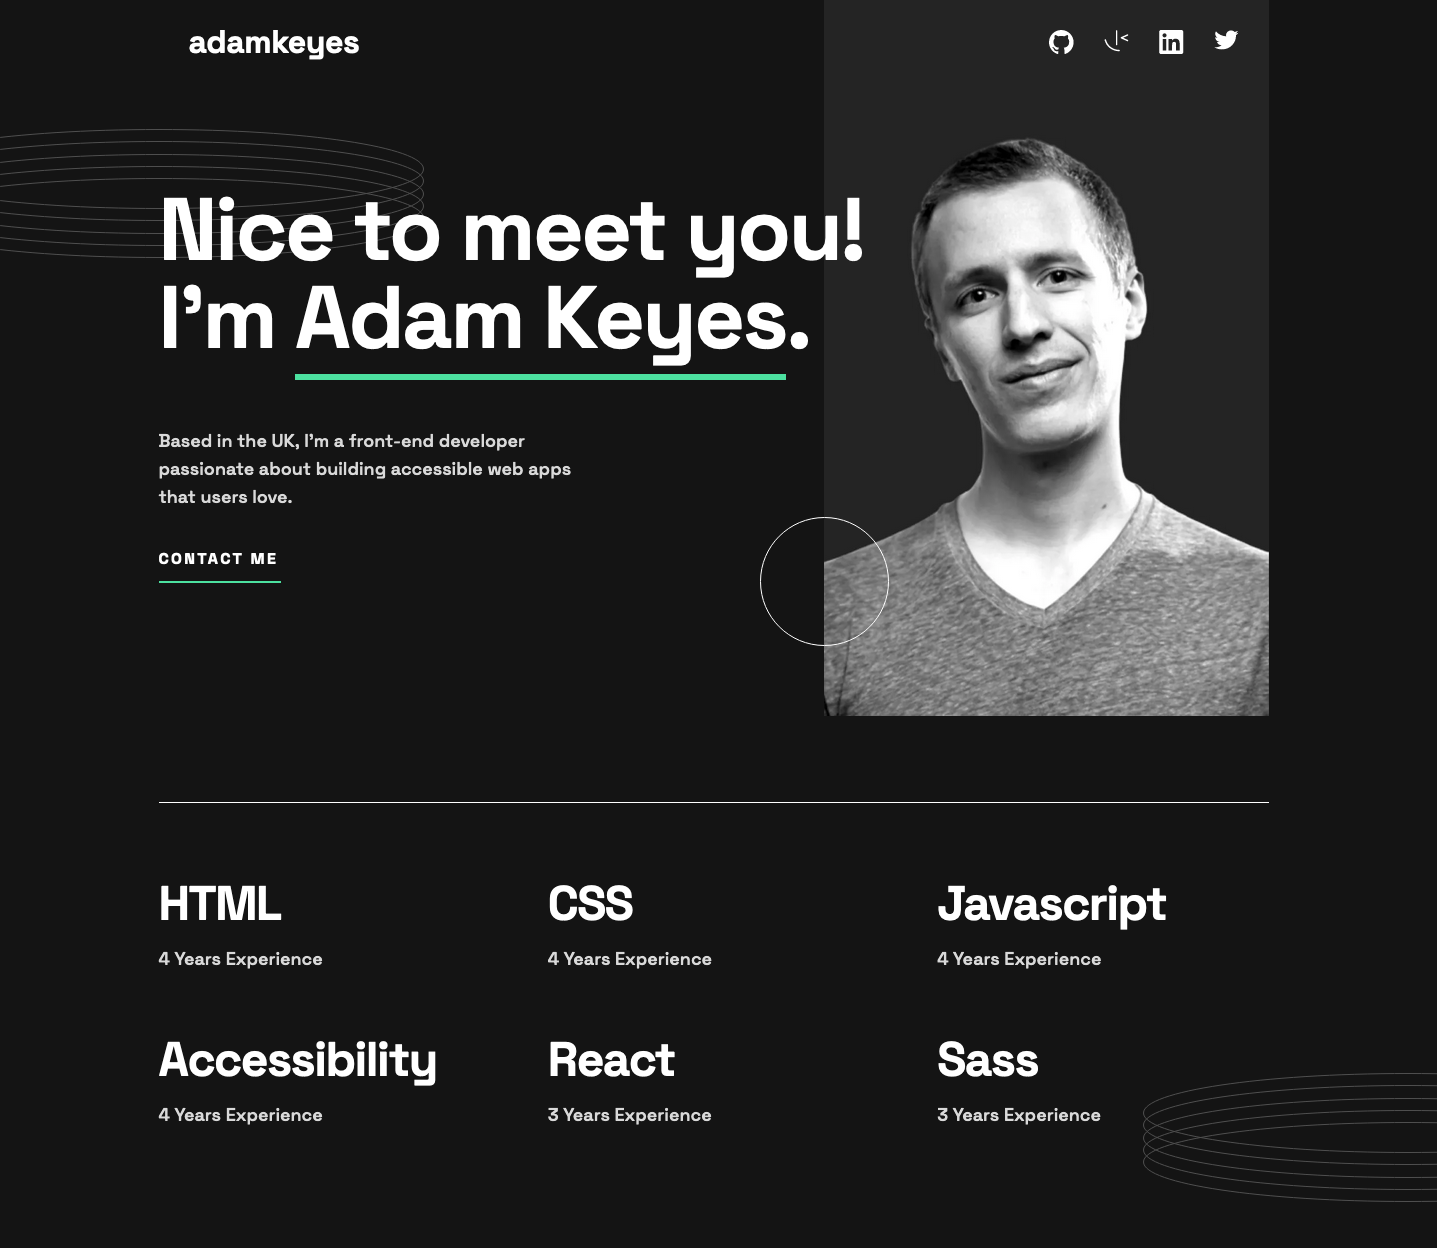 adamkeyes
Nice to meet you!
I’m Adam Keyes.
Based in the UK, I’m a front-end developer
passionate about building accessible web apps
that users love.
CONTACT ME
HTML
4 Years Experience
CSS
4 Years Experience
Javascript
4 Years Experience
Accessibility
4 Years Experience
React
3 Years Experience
Sass
3 Years Experience